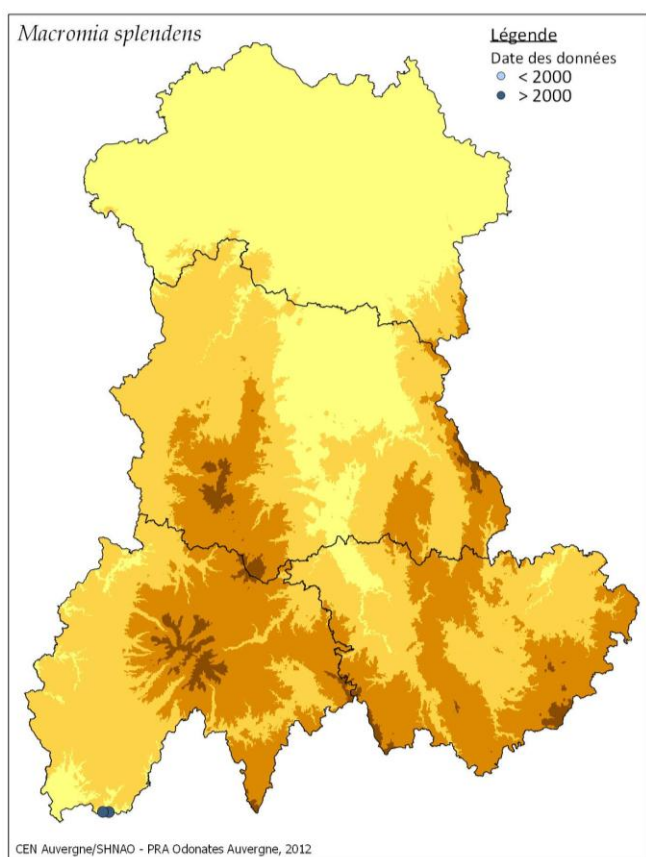 Macromia splendens
Légende
Date des données
< 2000
> 2000
CEN Auvergne/SHNAO - PRA Odonates Auvergne, 2012